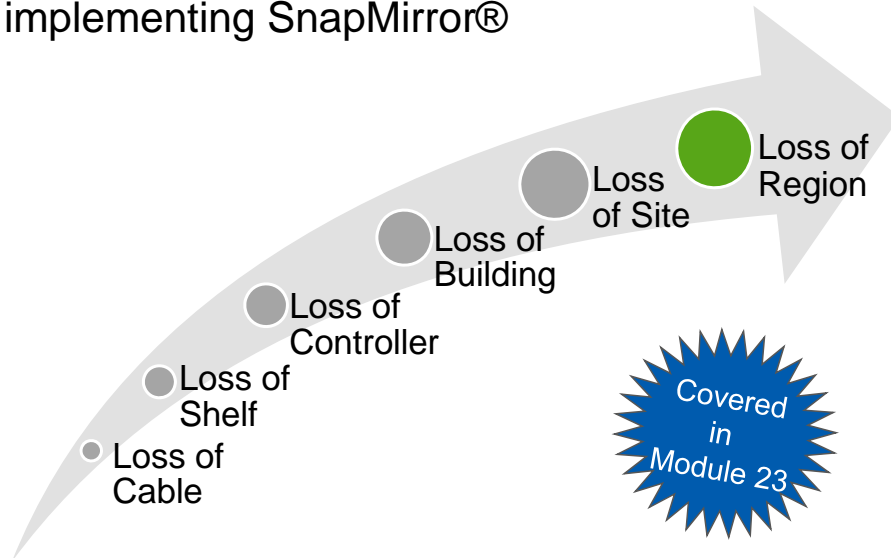 implementing SnapMirror®
Loss of
Region
Loss
of Site
Loss of
Building
Loss of
Controller
Loss of
Shelf
Loss of
Cable
Covered
in
Module 23